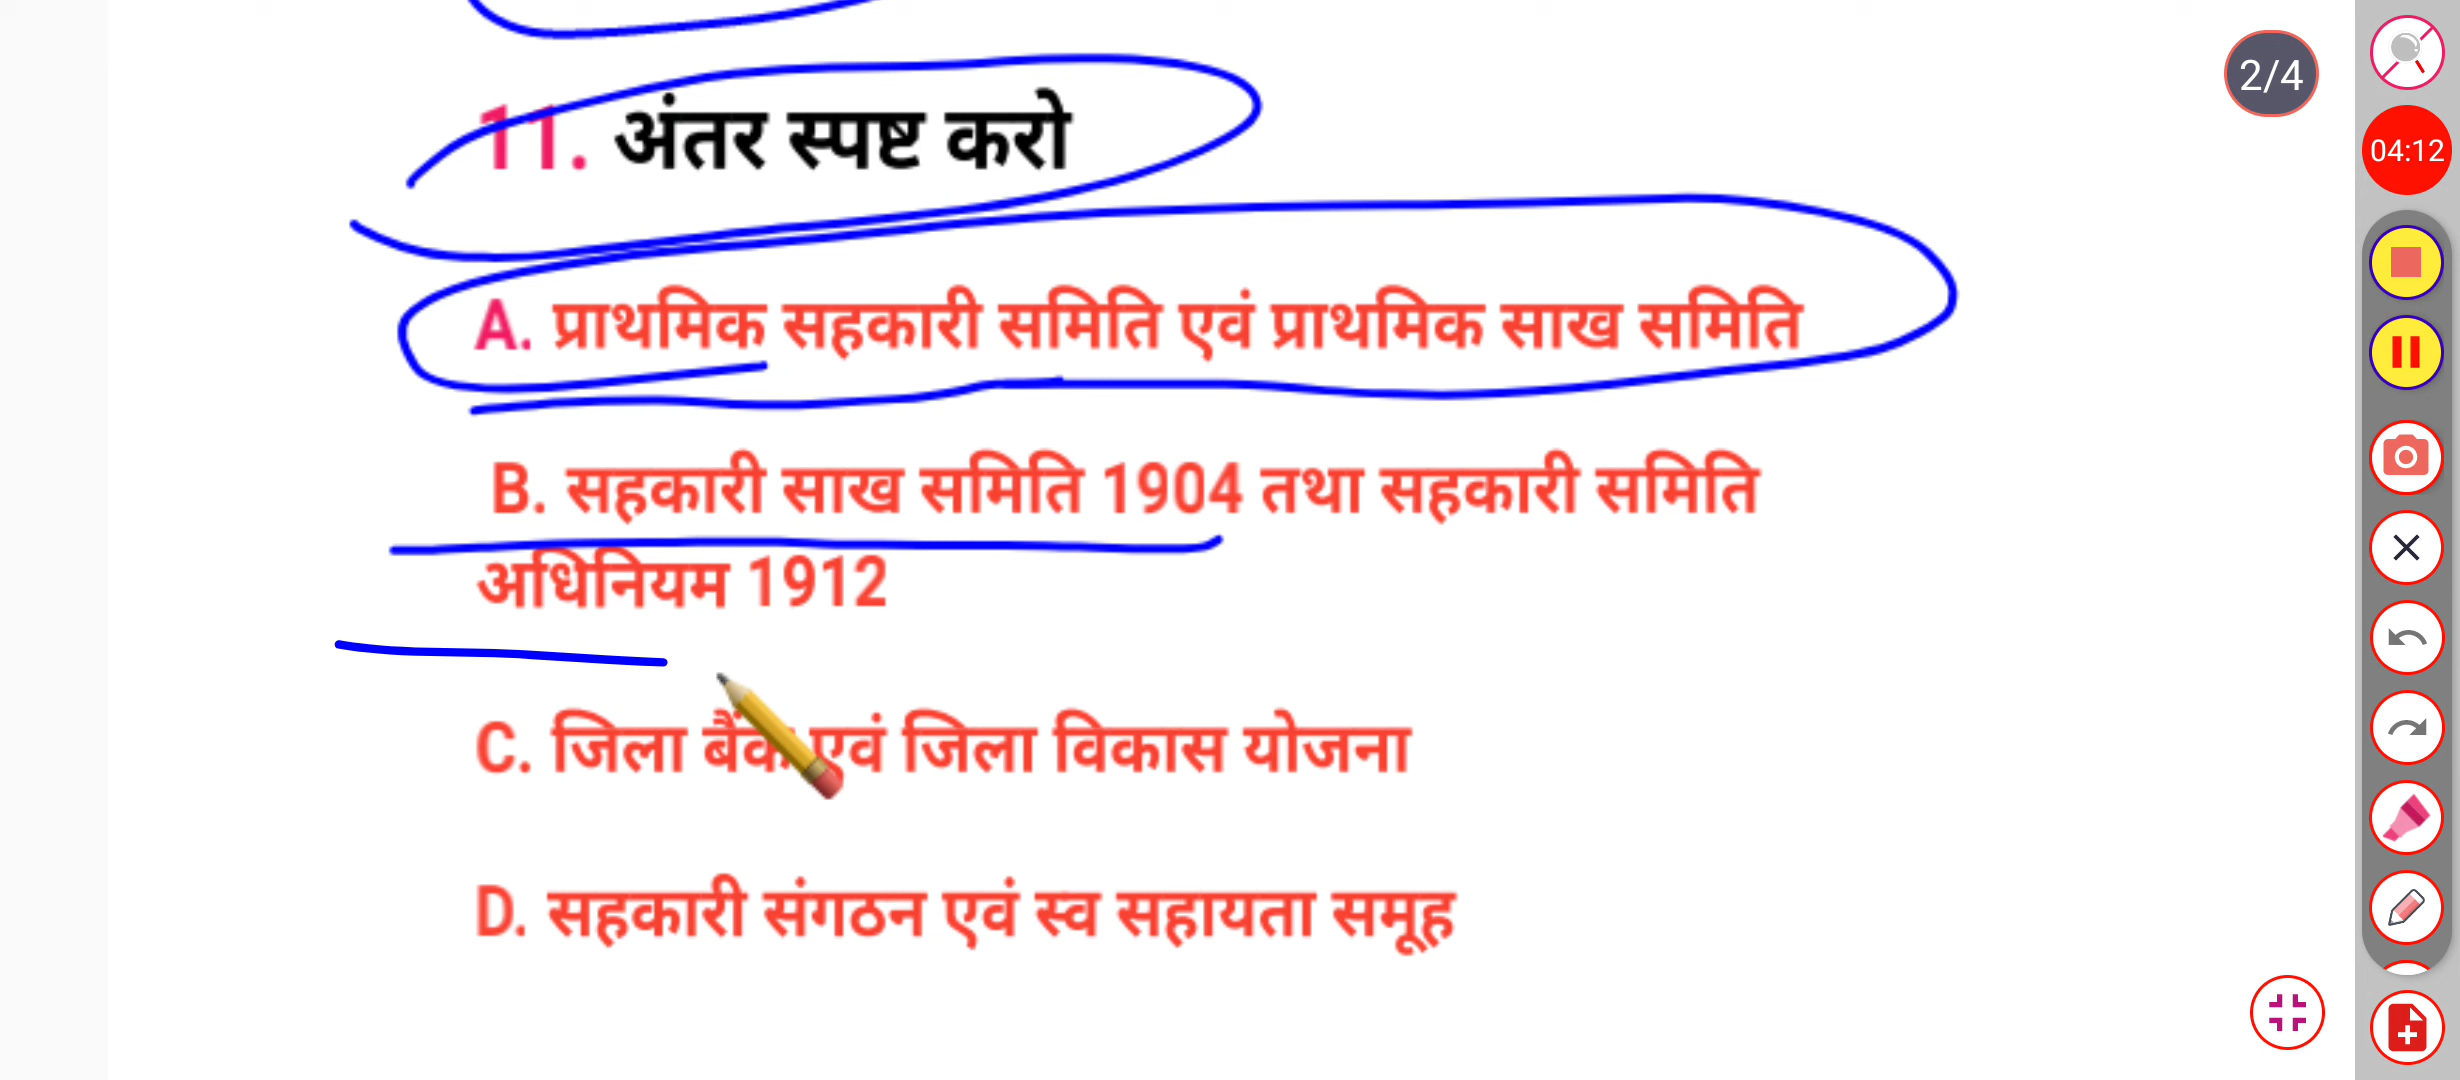 2/4
04:12
11. अंतर स्पष्ट करो
A. प्राथमिक सहकारी समिति एवं प्राथमिक साख समिति
B. सहकारी साख समिति 1904 तथा सहकारी समिति
अधिनियम 1912
C. जिला बैंक एवं जिला विकास योजना
D. सहकारी संगठन एवं स्व सहायता समूह